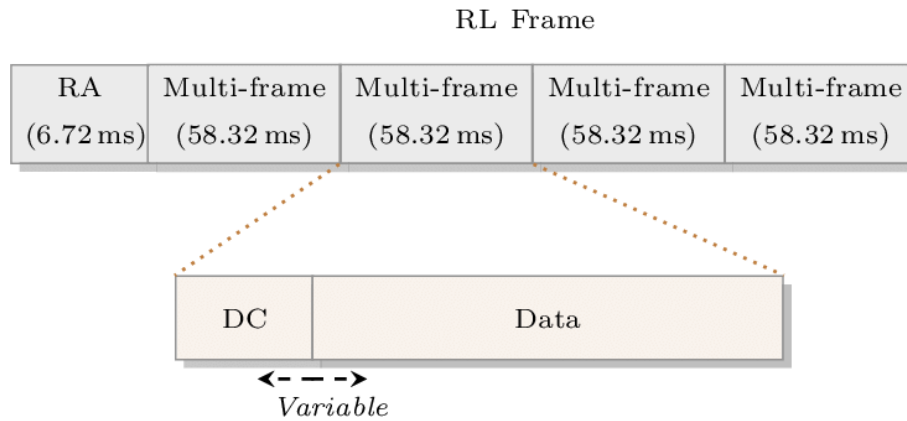 RL Frame
RA Multi-frame Multi-frame Multi-frame Multi-frame
(6.72 ms) (58.32 ms) (58.32 ms) (58.32 ms) (58.32 ms)
DC Data
Variable